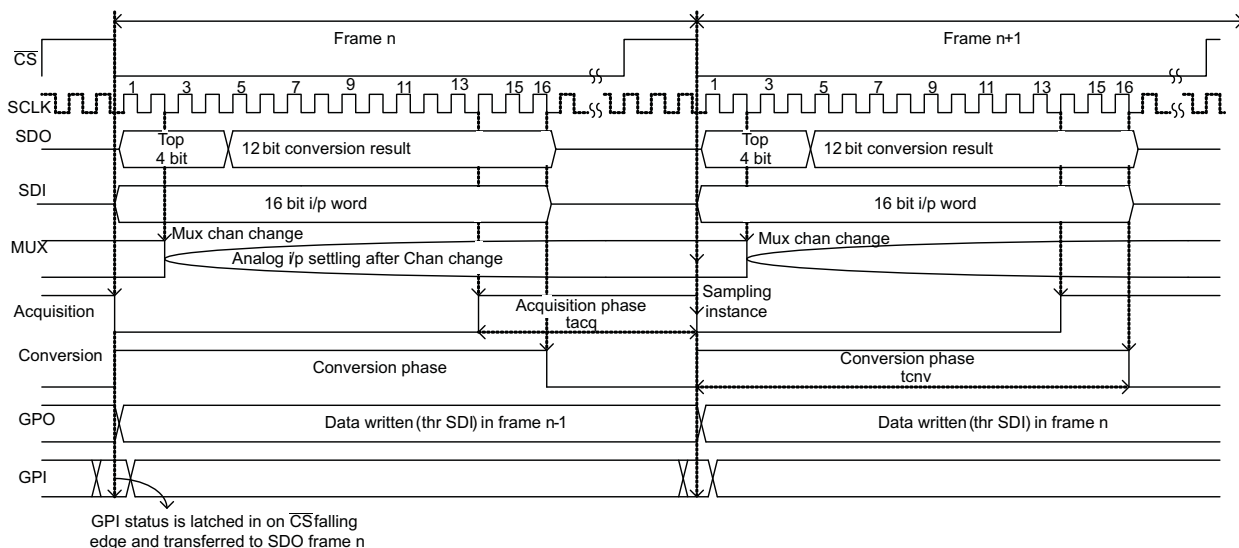 Frame n
Frame n+1
CS
1 3 5 7 9 11 13 15 16 1 3 5 7 9 11 13 15 16
SCLK
SDO
Top
4 bit
12 bit conversion result
Top
4 bit
12 bit conversion result
SDI
16 bit i/p word
16 bit i/p word
MUX
Mux chan change
Analog i/p settling after Chan change
Mux chan change
Acquisition
Acquisition phase
tacq
Sampling
instance
Conversion
Conversion phase
Conversion phase
tcnv
GPO
Data written (thr SDI) in frame n-1
Data written (thr SDI) in frame n
GPI
GPI status is latched in on CS falling
edge and transferred to SDO frame n